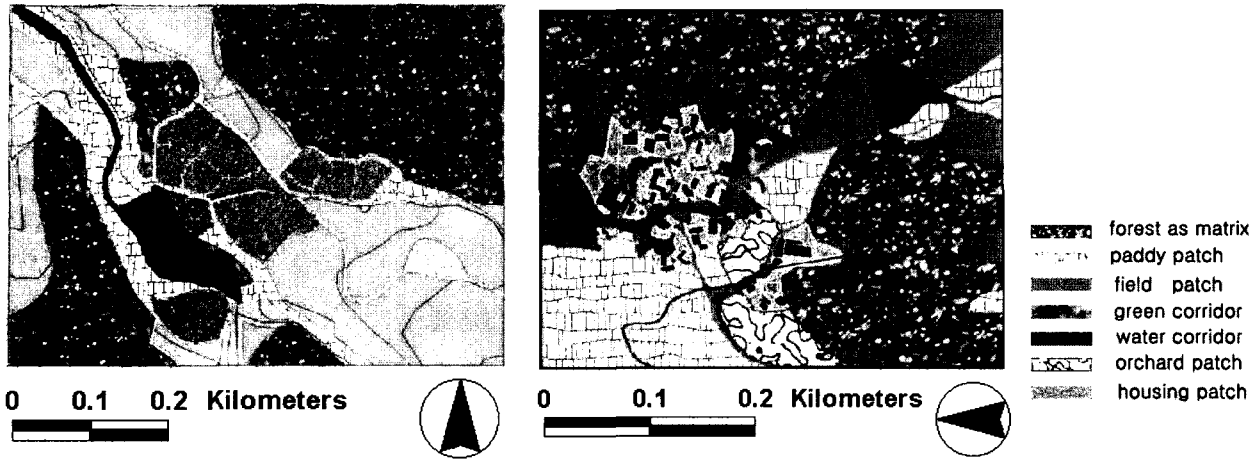 forest as matrix
paddy patch
field patch
green corridor
water corridor
orchard patch
housing patch
0 0.1 0.2 Kilometers
0 0.1 0.2 Kilometers